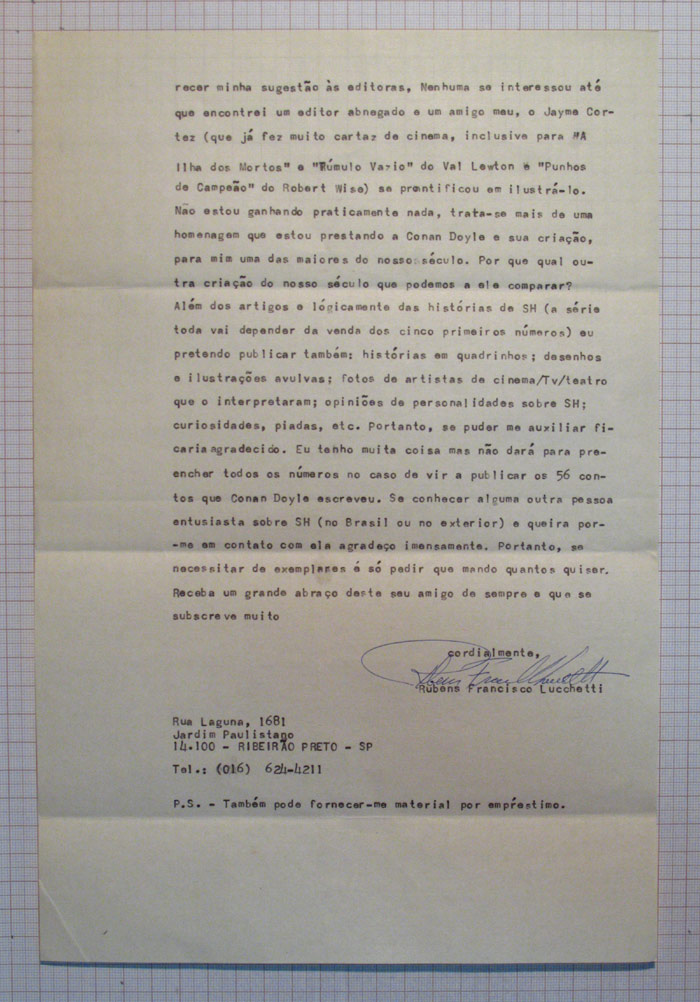 recer minha sugestão às editoras, Nenhuma se interessou até
que encontrei um editor abnegado e um amigo meu, o Jayme Cor-
tez (que já fez muito cartaz de cinema, inclusive para "A
Ilha dos Mortos" e "Túmulo Vazio" do Val Lewton e "Punhos
de Campeão" do Robert Wise) se prontificou em ilustrá-lo.
Não estou ganhando praticamente nada, trata-se mais de uma
homenagem que estou prestando a Conan Doyle e sua criação,
para mim uma das maiores do nosso século. Por que qual ou-
tra criação do nosso século que podemos a ele comparar?
Além dos artigos e lógicamente das histórias de SH (a série
toda vai depender da venda dos cinco primeiros números) eu
pretendo publicar também: histórias em quadrinhos; desenhos
e ilustrações avulvas; fotos de artistas de cinema/Tv/teatro
que o interpretaram; opiniões de personalidades sobre SH;
curiosidades, piadas, etc. Portanto, se puder me auxiliar fi-
caria agradecido. Eu tenho muita coisa mas não dará para pre-
encher todos os números no caso de vir a publicar os 56 con-
tos que Conan Doyle escreveu. Se conhecer alguma outra pessoa
entusiasta sobre SH (no Brasil ou no exterior) e queira por-
-me em contato com ela agradeço imensamente. Portanto, se
necessitar de exemplares é só pedir que mando quantos quiser.
Receba um grande abraço deste seu amigo de sempre e que se
subscreve muito
cordialmente,
Rubens Francisco Lucchetti
Rua Laguna, 1681
Jardim Paulistano
14.100 - RIBEIRÃO PRETO - SP
Tel.: (016) 624-4211
P.S. - Também pode fornecer-me material por empréstimo.